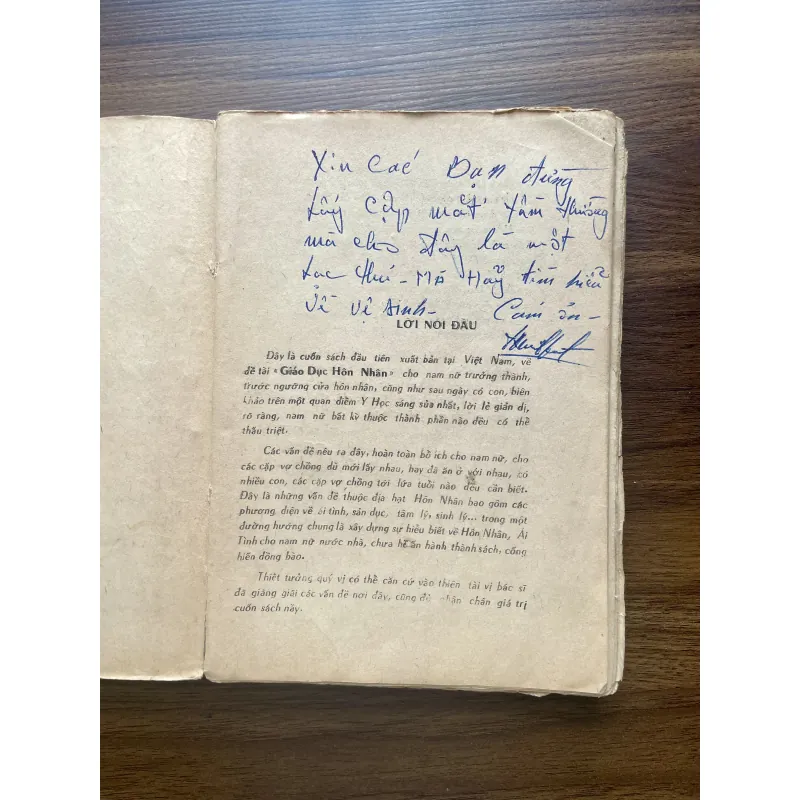 Xin Các Bạn đừng
lấy cặp mắt tầm thường
mà cho đây là một
lạc thú - Mà Hãy tìm hiểu
Về vệ sinh - Cám ơn -
LỜI NÓI ĐẦU
Đây là cuốn sách đầu tiên xuất bản tại Việt Nam, về
đề tài «Giáo Dục Hôn Nhân» cho nam nữ trưởng thành,
trước ngưỡng cửa hôn nhận, cũng như sau ngày có con, biên
khảo trên một quan điểm Y Học sáng sủa nhất, lời lẽ giản dị,
rõ ràng, nam nữ bất kỳ thuộc thành phần nào đều có thể
thấu triệt.
Các vấn đề nêu ra đây, hoàn toàn bổ ích cho nam nữ, cho
các cặp vợ chồng dù mới lấy nhau, hay đã ăn ở với nhau, có
nhiều con, các cặp vợ chồng tới lứa tuổi nào đều cần biết.
Đây là những vấn đề thuộc địa hạt Hôn Nhân bao gồm các
phương diện về ái tình, sản dục, tâm lý, sinh lý... trong một
đường hướng chung là xây dựng sự hiểu biết về Hôn Nhân, Ái
Tình cho nam nữ nước nhà, chưa hề ấn hành thành sách, cống
hiến đồng bào.
Thiết tưởng quý vị có thể căn cứ vào thiên tài vị bác sĩ
đã giảng giải các vấn đề nơi đây, cũng đủ nhận chân giá trị
cuốn sách này.